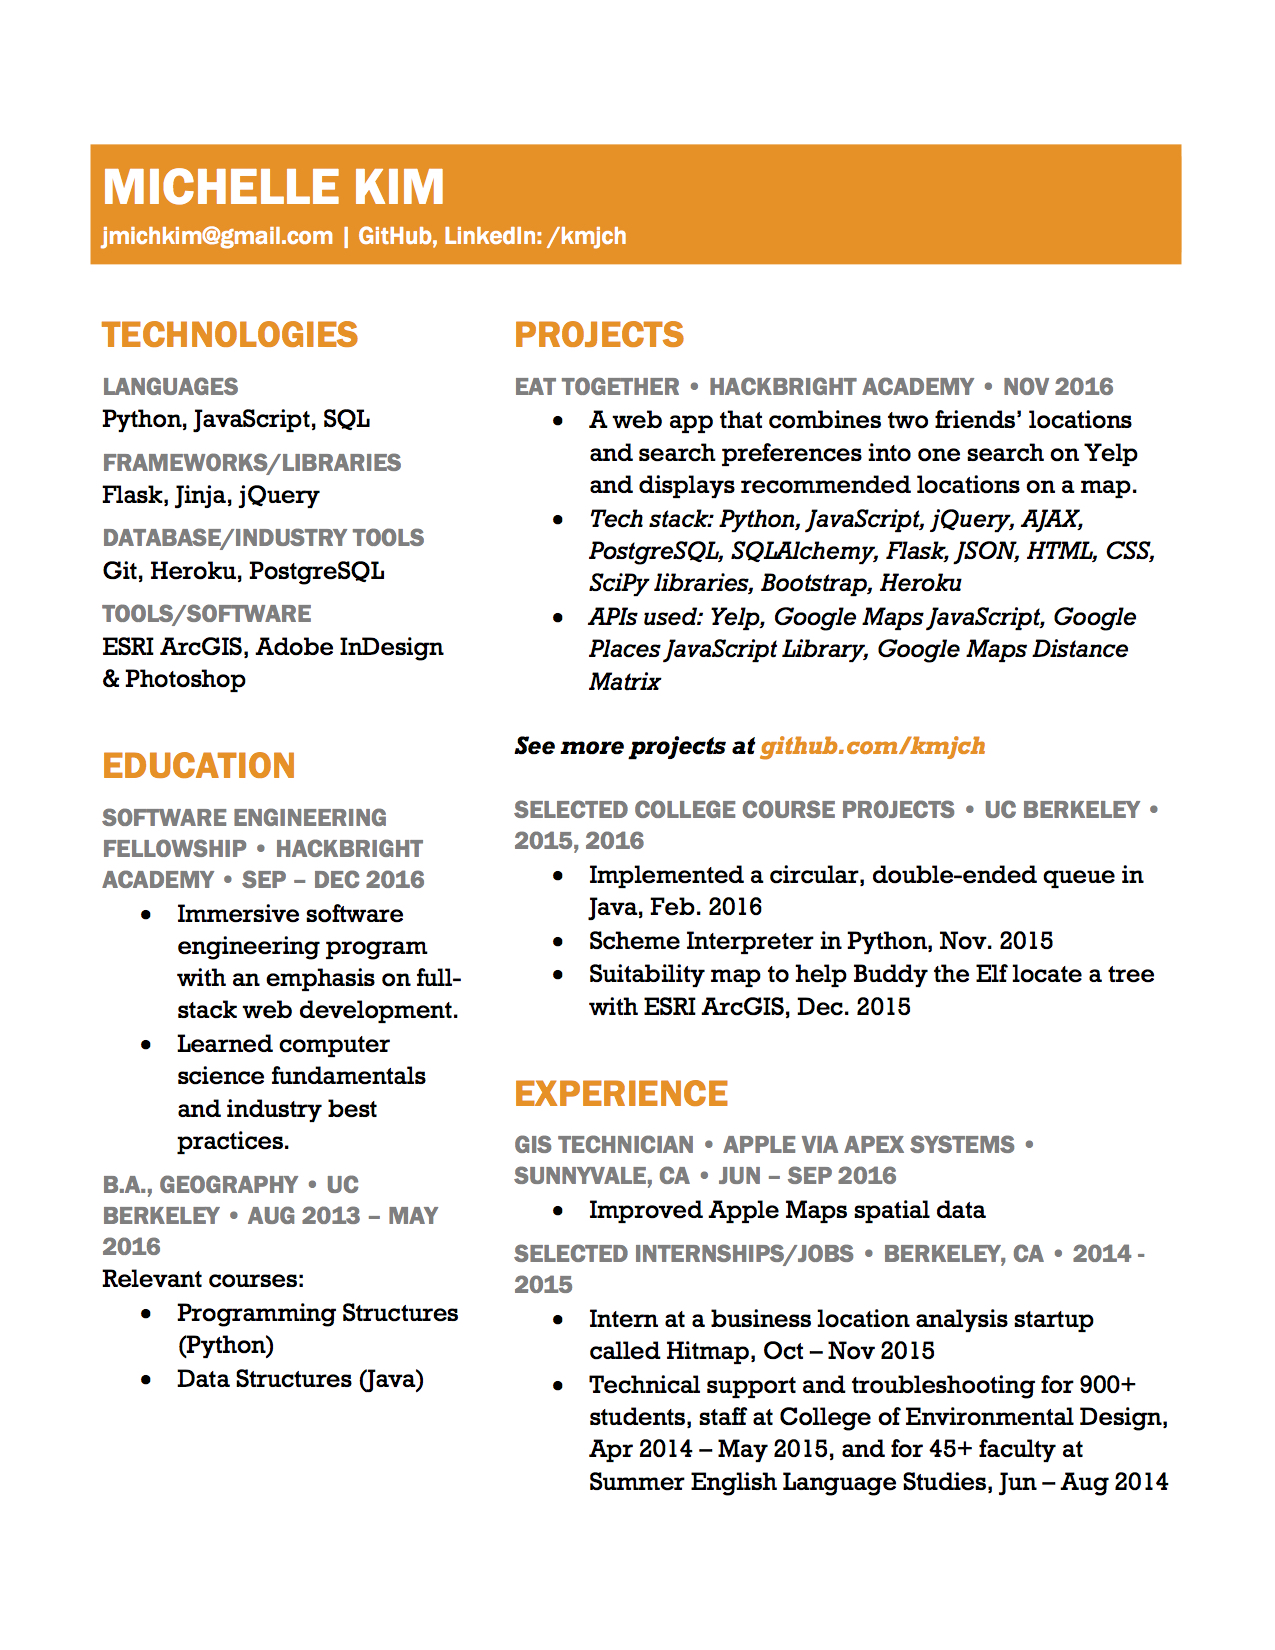 MICHELLE KIM
jmichkim@gmail.com | GitHub, LinkedIn: /kmjch
TECHNOLOGIES
LANGUAGES
Python, JavaScript, SQL
FRAMEWORKS/LIBRARIES
Flask, Jinja, jQuery
DATABASE/INDUSTRY TOOLS
Git, Heroku, PostgreSQL
TOOLS/SOFTWARE
ESRI ArcGIS, Adobe InDesign
& Photoshop
EDUCATION
SOFTWARE ENGINEERING
FELLOWSHIP • HACKBRIGHT
ACADEMY • SEP – DEC 2016
• Immersive software
engineering program
with an emphasis on full-
stack web development.
• Learned computer
science fundamentals
and industry best
practices.
B.A., GEOGRAPHY • UC
BERKELEY • AUG 2013 – MAY
2016
Relevant courses:
• Programming Structures
(Python)
• Data Structures (Java)
PROJECTS
EAT TOGETHER • HACKBRIGHT ACADEMY • NOV 2016
• A web app that combines two friends’ locations
and search preferences into one search on Yelp
and displays recommended locations on a map.
• Tech stack: Python, JavaScript, jQuery, AJAX,
PostgreSQL, SQLAlchemy, Flask, JSON, HTML, CSS,
SciPy libraries, Bootstrap, Heroku
• APIs used: Yelp, Google Maps JavaScript, Google
Places JavaScript Library, Google Maps Distance
Matrix
See more projects at github.com/kmjch
SELECTED COLLEGE COURSE PROJECTS • UC BERKELEY •
2015, 2016
• Implemented a circular, double-ended queue in
Java, Feb. 2016
• Scheme Interpreter in Python, Nov. 2015
• Suitability map to help Buddy the Elf locate a tree
with ESRI ArcGIS, Dec. 2015
EXPERIENCE
GIS TECHNICIAN • APPLE VIA APEX SYSTEMS •
SUNNYVALE, CA • JUN – SEP 2016
• Improved Apple Maps spatial data
SELECTED INTERNSHIPS/JOBS • BERKELEY, CA • 2014 -
2015
• Intern at a business location analysis startup
called Hitmap, Oct – Nov 2015
• Technical support and troubleshooting for 900+
students, staff at College of Environmental Design,
Apr 2014 – May 2015, and for 45+ faculty at
Summer English Language Studies, Jun – Aug 2014